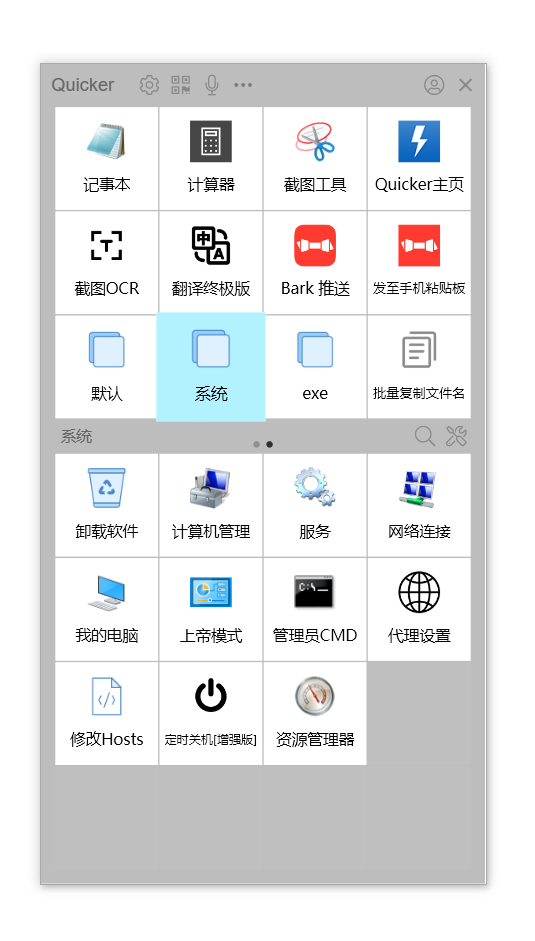 Quicker
记事本
计算器
截图工具
Quicker主页
截图OCR
翻译终极版
Bark 推送
发至手机粘贴板
默认
系统
exe
批量复制文件名
系统
卸载软件
计算机管理
服务
网络连接
我的电脑
上帝模式
管理员CMD
代理设置
修改Hosts
定时关机[增强版]
资源管理器